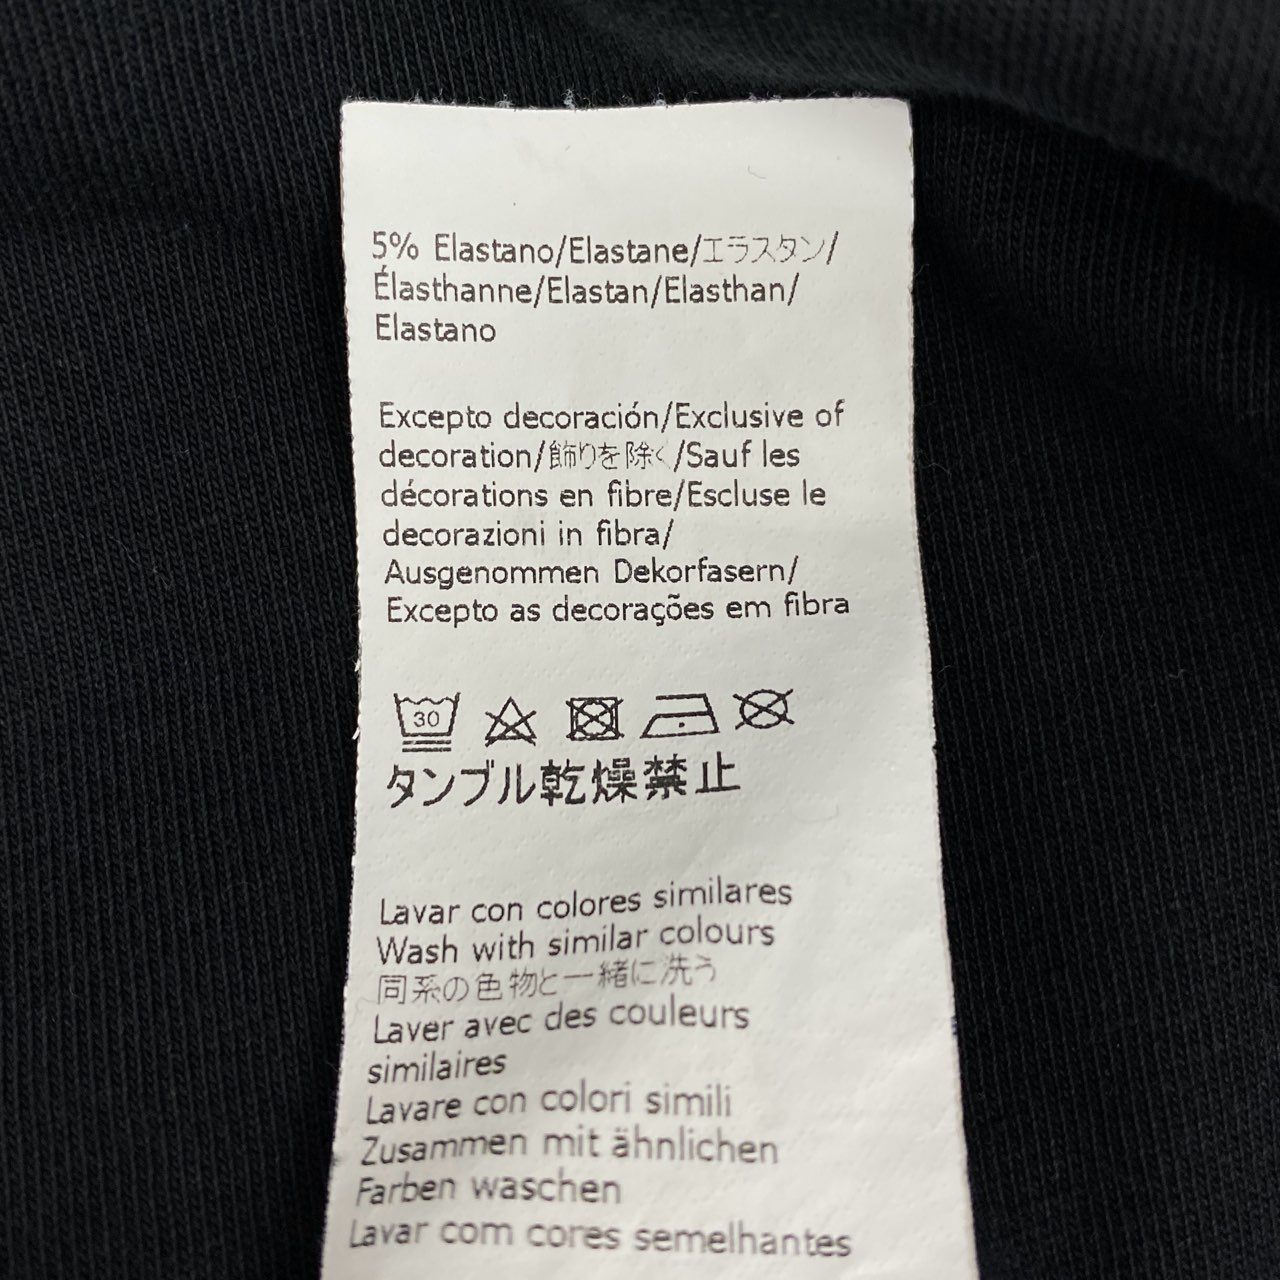 5% Elastano/Elastane/エラスタン/
Élasthanne/Elastan/Elasthan/
Elastano
Excepto decoración/Exclusive of
decoration/飾りを除く/Sauf les
décorations en fibre/Escluse le
decorazioni in fibra/
Ausgenommen Dekorfasern/
Excepto as decorações em fibra
30
タンブル乾燥禁止
Lavar con colores similares
Wash with similar colours
同系の色物と一緒に洗う
Laver avec des couleurs
similaires
Lavare con colori simili
Zusammen mit ähnlichen
Farben waschen
Lavar com cores semelhantes